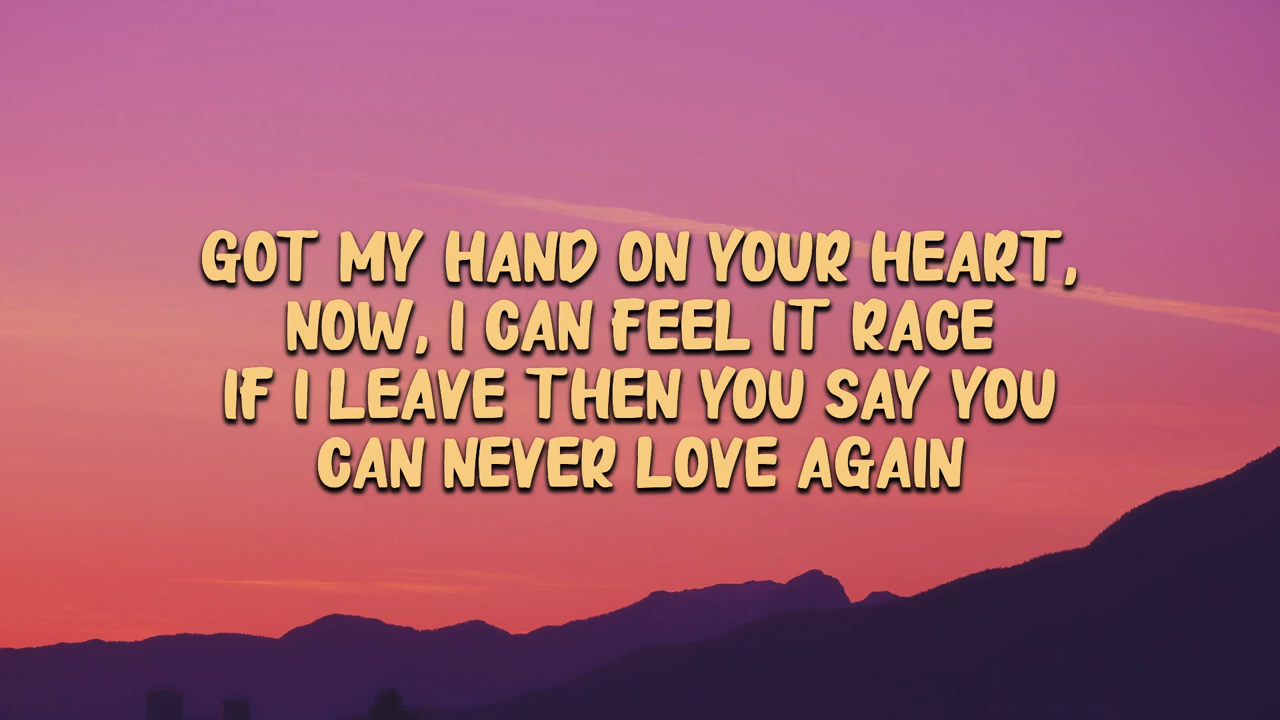 GOT MY HAND ON YOUR HEART,
NOW, I CAN FEEL IT RACE
IF I LEAVE THEN YOU SAY YOU
CAN NEVER LOVE AGAIN